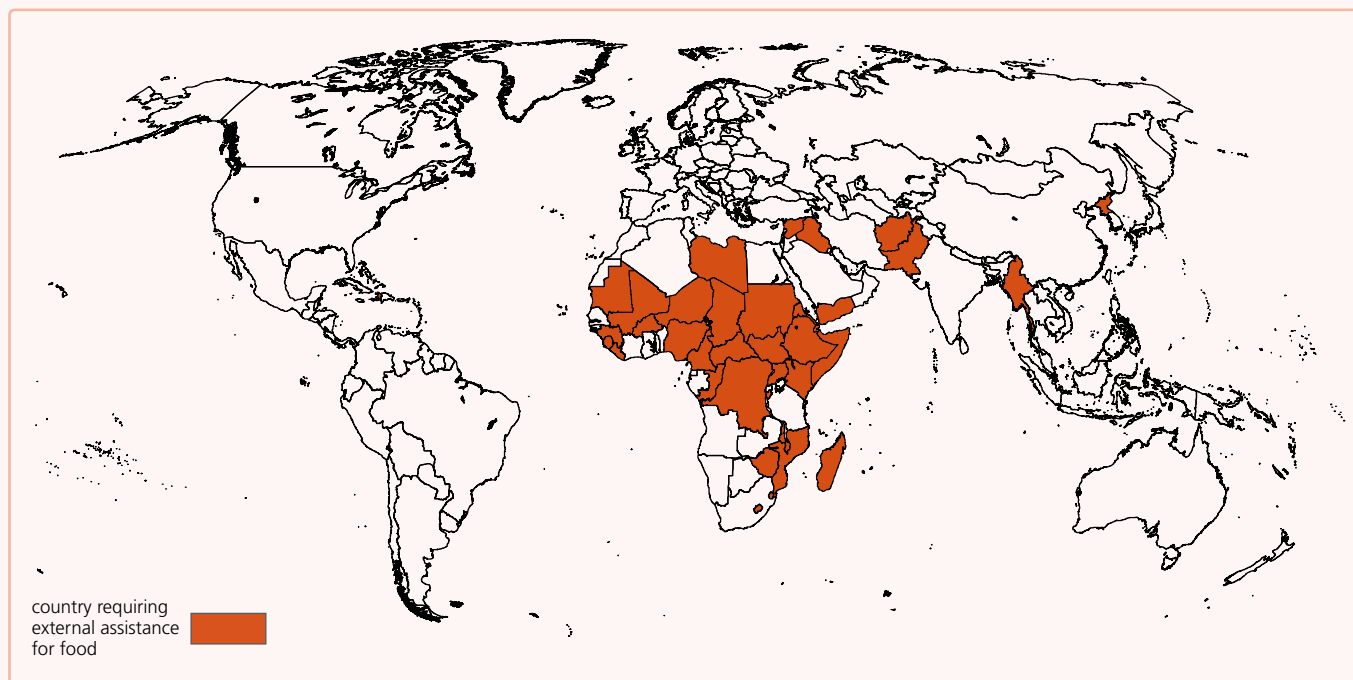 country requiring
external assistance
for food